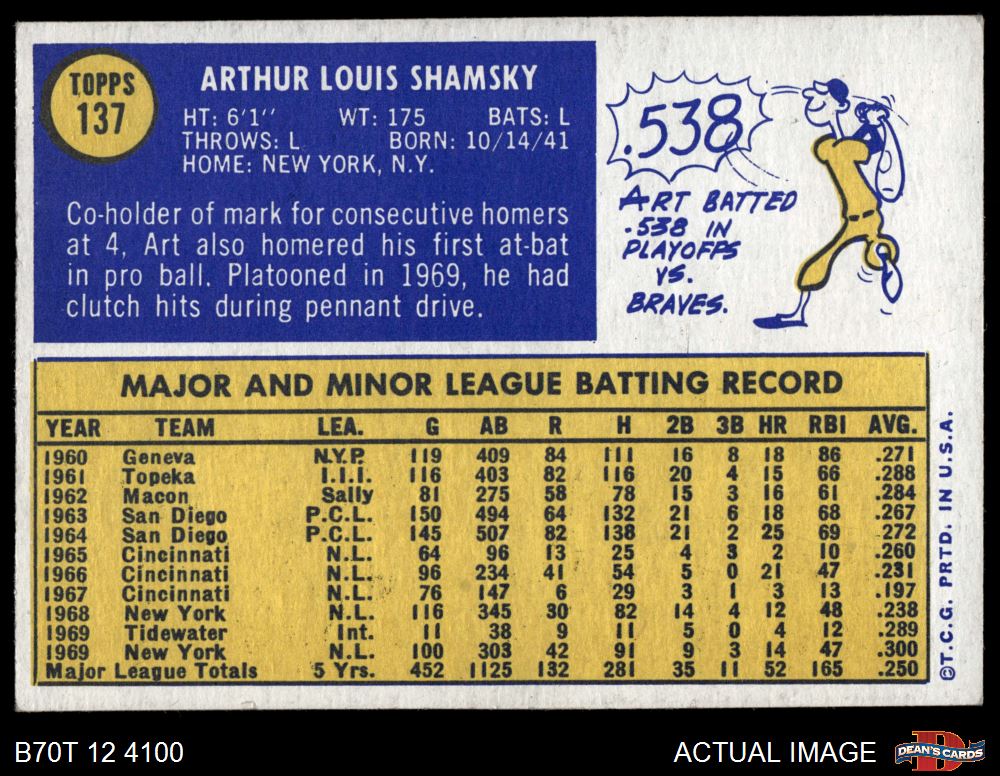 TOPPS
137
ARTHUR LOUIS SHAMSKY
HT: 6'1'' WT: 175 BATS: L
THROWS: L BORN: 10/14/41
HOME: NEW YORK, N.Y.
Co-holder of mark for consecutive homers
at 4, Art also homered his first at-bat
in pro ball. Platooned in 1969, he had
clutch hits during pennant drive.
.538
ART BATTED
.538 IN
PLAYOFFS
VS.
BRAVES.
MAJOR AND MINOR LEAGUE BATTING RECORD
YEAR TEAM LEA. G AB R H 2B 3B HR RBI AVG.
1960 Geneva N.Y.P. 119 409 84 111 16 8 18 86 .271
1961 Topeka I.I.I. 116 403 82 116 20 4 15 66 .288
1962 Macon Sally 81 275 58 78 15 3 16 61 .284
1963 San Diego P.C.L. 150 494 64 132 21 6 18 68 .267
1964 San Diego P.C.L. 145 507 82 138 21 2 25 69 .272
1965 Cincinnati N.L. 64 96 13 25 4 3 2 10 .260
1966 Cincinnati N.L. 96 234 41 54 5 0 21 47 .231
1967 Cincinnati N.L. 76 147 6 29 3 1 3 13 .197
1968 New York N.L. 116 345 30 82 14 4 12 48 .238
1969 Tidewater Int. 11 38 9 11 5 0 4 12 .289
1969 New York N.L. 100 303 42 91 9 3 14 47 .300
Major League Totals 5 Yrs. 452 1125 132 281 35 11 52 165 .250
©T.C.G. PRTD. IN U.S.A.
B70T 12 4100
ACTUAL IMAGE
DEAN'S CARDS